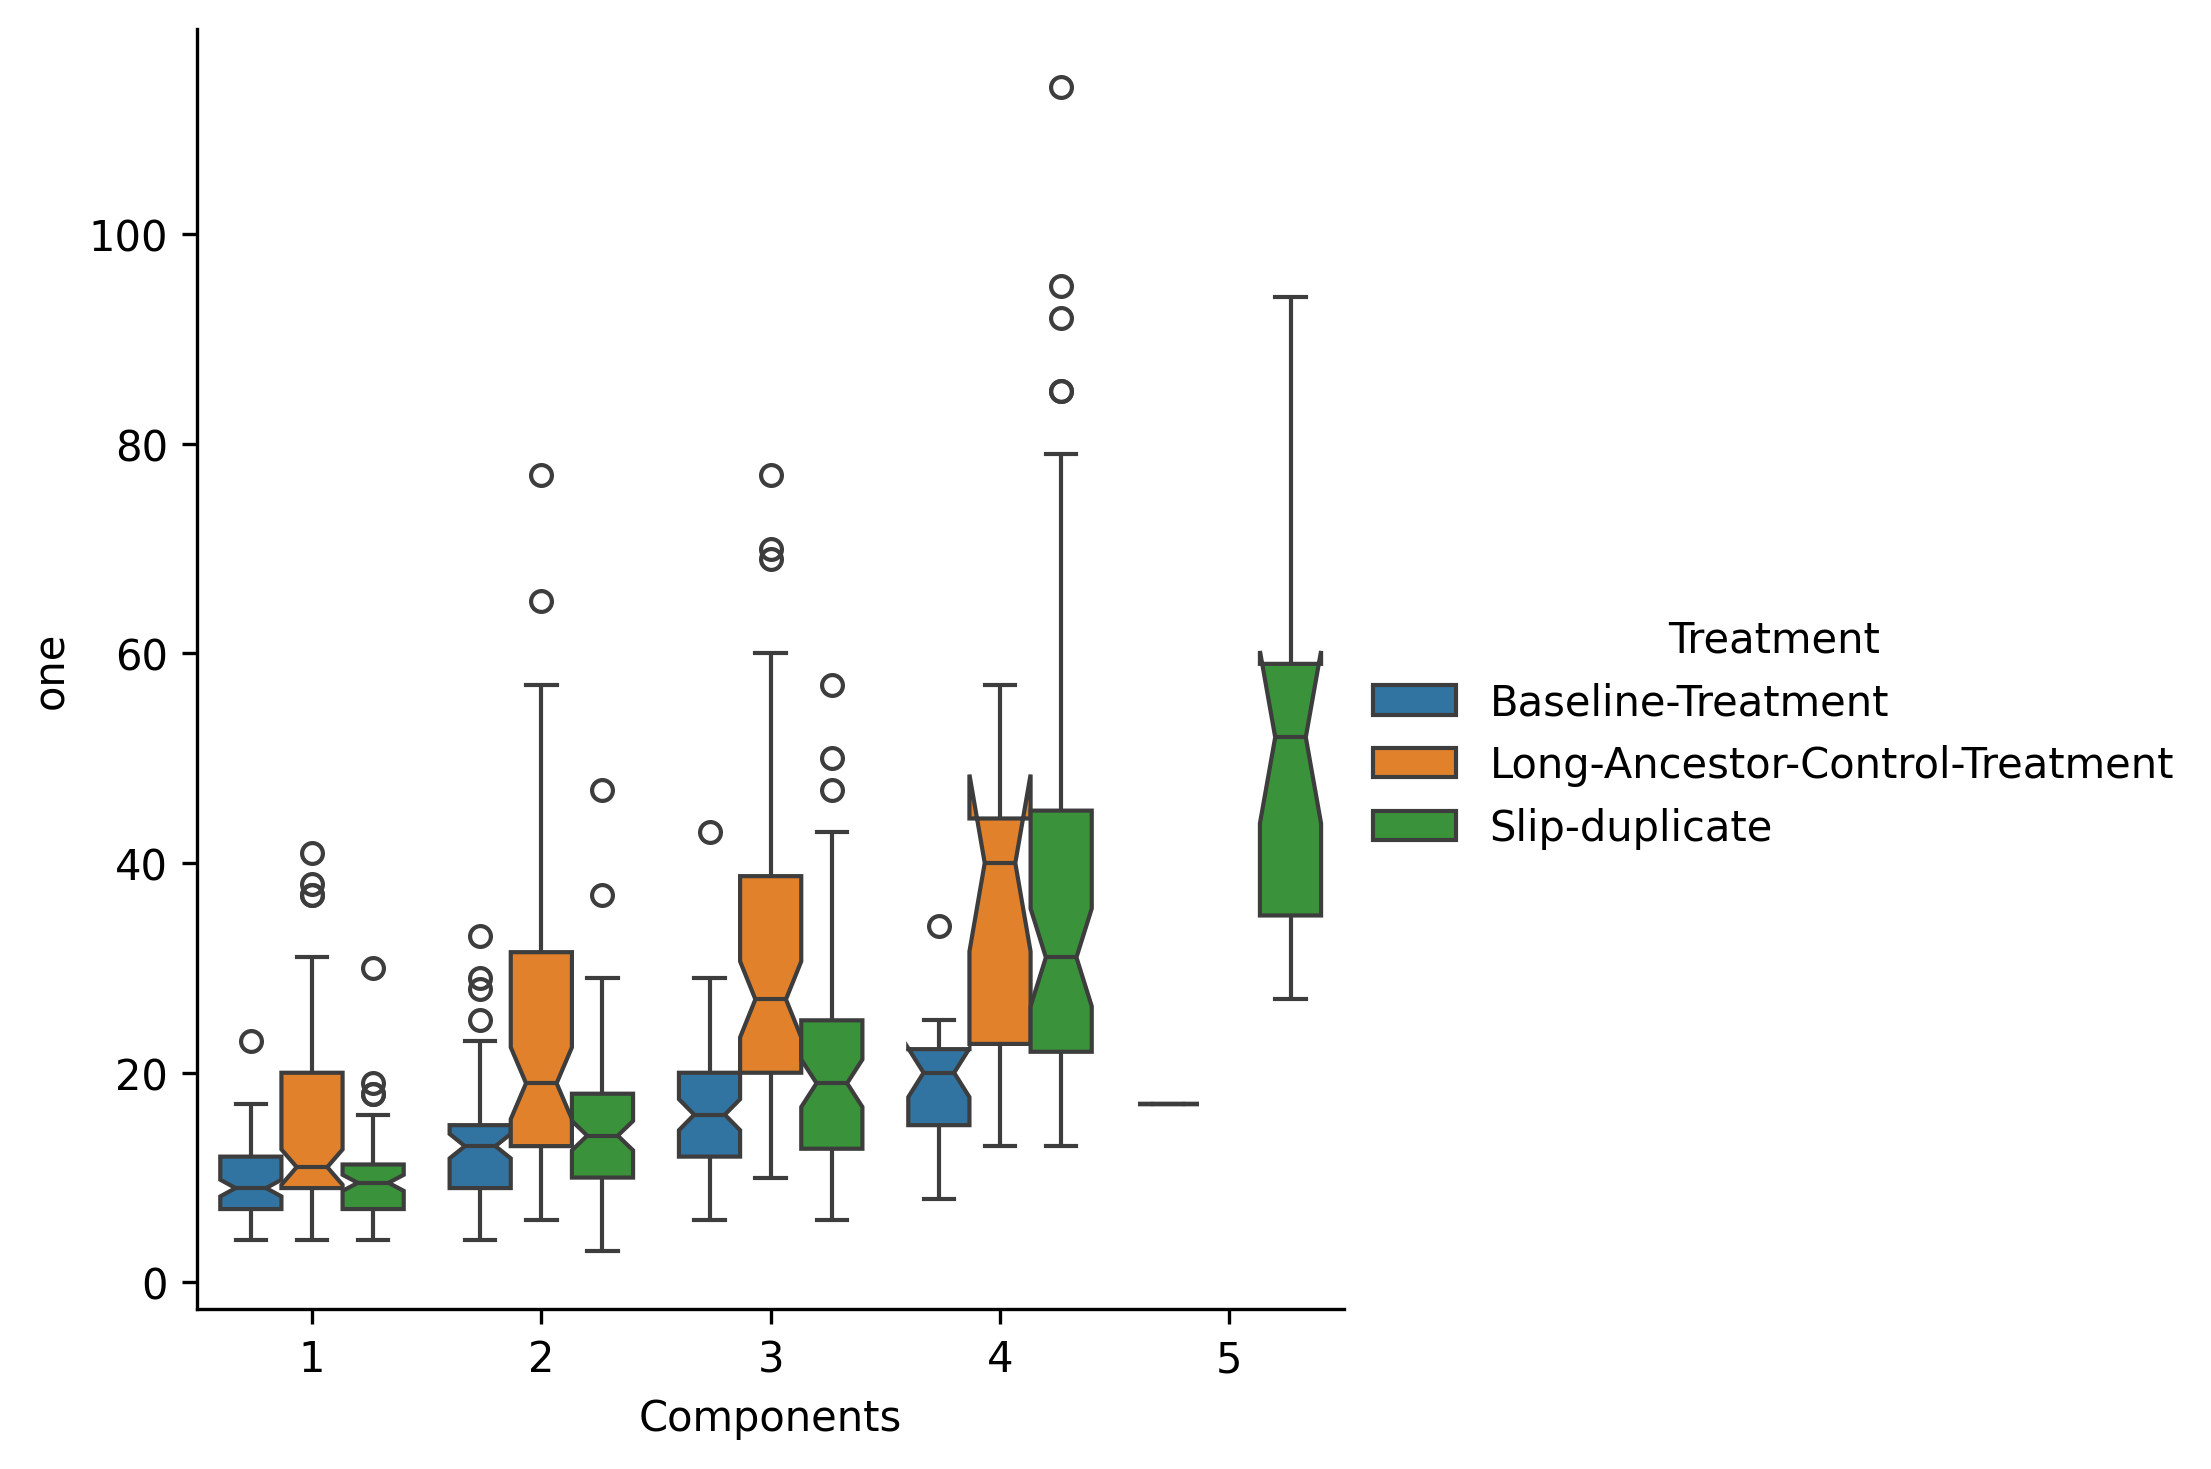 one
100
80
60
40
20
0
1 2 3 4 5
Components
Treatment
Baseline-Treatment
Long-Ancestor-Control-Treatment
Slip-duplicate